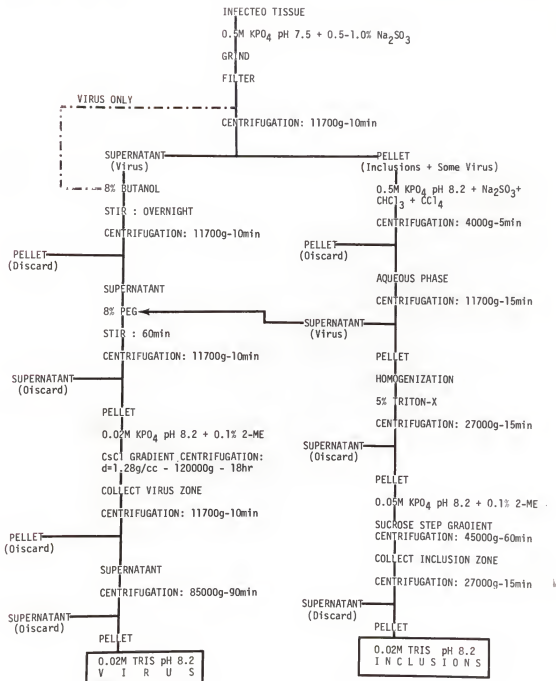 INFECTED TISSUE
0.5M KPO4 pH 7.5 + 0.5-1.0% Na2SO3
GRIND
FILTER
VIRUS ONLY
CENTRIFUGATION: 11700g-10min
SUPERNATANT
(Virus)
8% BUTANOL
STIR : OVERNIGHT
CENTRIFUGATION: 11700g-10min
PELLET
(Discard)
SUPERNATANT
8% PEG
STIR : 60min
CENTRIFUGATION: 11700g-10min
SUPERNATANT
(Discard)
PELLET
0.02M KPO4 pH 8.2 + 0.1% 2-ME
CsCl GRADIENT CENTRIFUGATION:
d=1.28g/cc - 120000g - 18hr
COLLECT VIRUS ZONE
CENTRIFUGATION: 11700g-10min
PELLET
(Discard)
SUPERNATANT
CENTRIFUGATION: 85000g-90min
SUPERNATANT
(Discard)
PELLET
0.02M TRIS pH 8.2
V I R U S
PELLET
(Inclusions + Some Virus)
0.5M KPO4 pH 8.2 + Na2SO3+
CHCl3 + CCl4
CENTRIFUGATION: 4000g-5min
PELLET
(Discard)
AQUEOUS PHASE
CENTRIFUGATION: 11700g-15min
SUPERNATANT
(Virus)
PELLET
HOMOGENIZATION
5% TRITON-X
CENTRIFUGATION: 27000g-15min
SUPERNATANT
(Discard)
PELLET
0.05M KPO4 pH 8.2 + 0.1% 2-ME
SUCROSE STEP GRADIENT
CENTRIFUGATION: 45000g-60min
COLLECT INCLUSION ZONE
CENTRIFUGATION: 27000g-15min
SUPERNATANT
(Discard)
PELLET
0.02M TRIS pH 8.2
I N C L U S I O N S